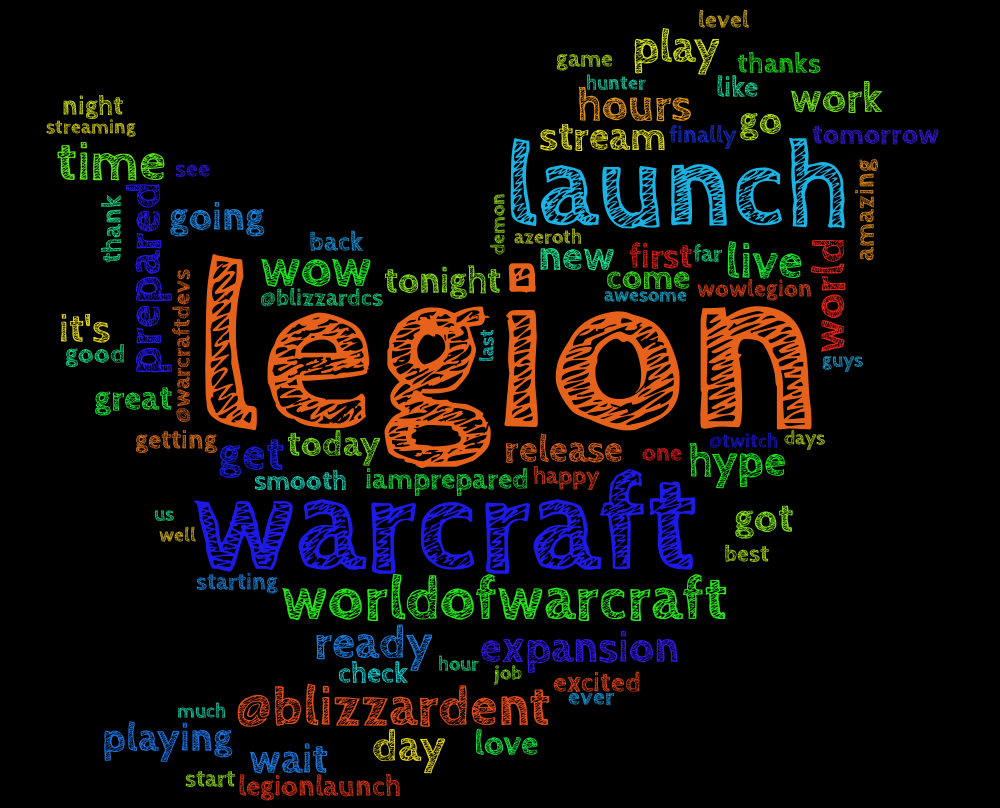 level
play
game
thanks
hunter
like
hours
work
night
go
streaming
stream
finally
tomorrow
time
see
launch
amazing
prepared
thank
going
demon
azeroth
back
new
first
far
live
world
wow
tonight
come
@blizzardcs
awesome
wowlegion
@warcraftdevs
legion
it's
last
good
guys
great
getting
get
today
release
one
@twitch
days
hype
smooth
iamprepared
happy
warcraft
us
well
got
best
starting
worldofwarcraft
ready
expansion
check
hour
job
excited
ever
much
@blizzardent
playing
wait
day
love
start
legionlaunch